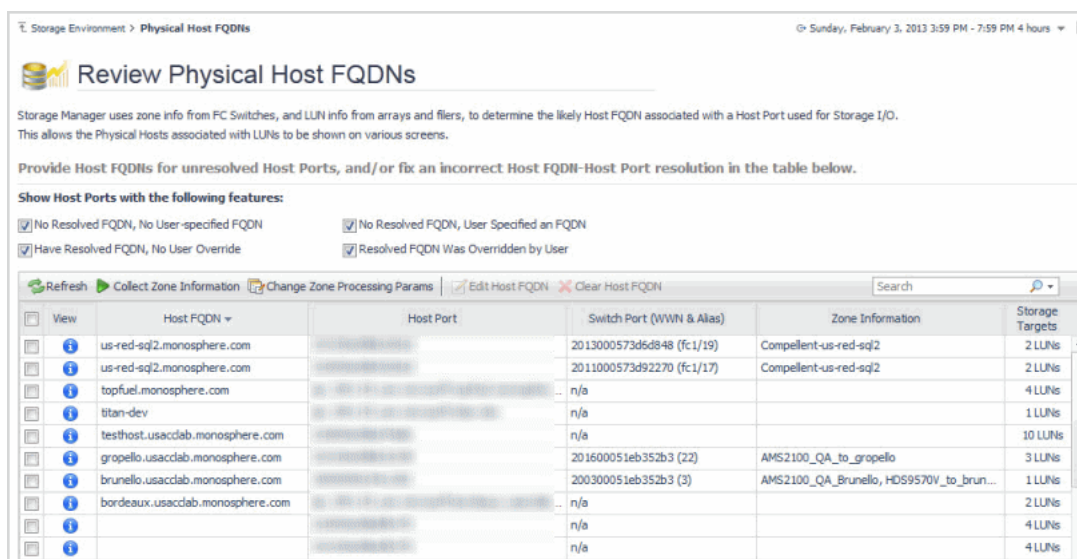 Storage Environment > Physical Host FQDNs
Sunday, February 3, 2013 3:59 PM - 7:59 PM 4 hours
Review Physical Host FQDNs
Storage Manager uses zone info from FC Switches, and LUN info from arrays and filers, to determine the likely Host FQDN associated with a Host Port used for Storage I/O.
This allows the Physical Hosts associated with LUNs to be shown on various screens.
Provide Host FQDNs for unresolved Host Ports, and/or fix an incorrect Host FQDN-Host Port resolution in the table below.
Show Host Ports with the following features:
No Resolved FQDN, No User-specified FQDN No Resolved FQDN, User Specified an FQDN
Have Resolved FQDN, No User Override Resolved FQDN Was Overridden by User
Refresh Collect Zone Information Change Zone Processing Params Edit Host FQDN Clear Host FQDN Search
View Host FQDN Host Port Switch Port (WWN & Alias) Zone Information Storage Targets
us-red-sql2.monosphere.com 2013000573d6d848 (fc1/19) Compellent-us-red-sql2 2 LUNs
us-red-sql2.monosphere.com 2011000573d92270 (fc1/17) Compellent-us-red-sql2 2 LUNs
topfuel.monosphere.com ... n/a 4 LUNs
titan-dev n/a 1 LUNs
testhost.usacclab.monosphere.com n/a 10 LUNs
gropello.usacclab.monosphere.com 201600051eb352b3 (22) AMS2100_QA_to_gropello 3 LUNs
brunello.usacclab.monosphere.com 200300051eb352b3 (3) AMS2100_QA_Brunello, HDS9570V_to_brun... 1 LUNs
bordeaux.usacclab.monosphere.com ... n/a 2 LUNs
n/a 4 LUNs
n/a 4 LUNs